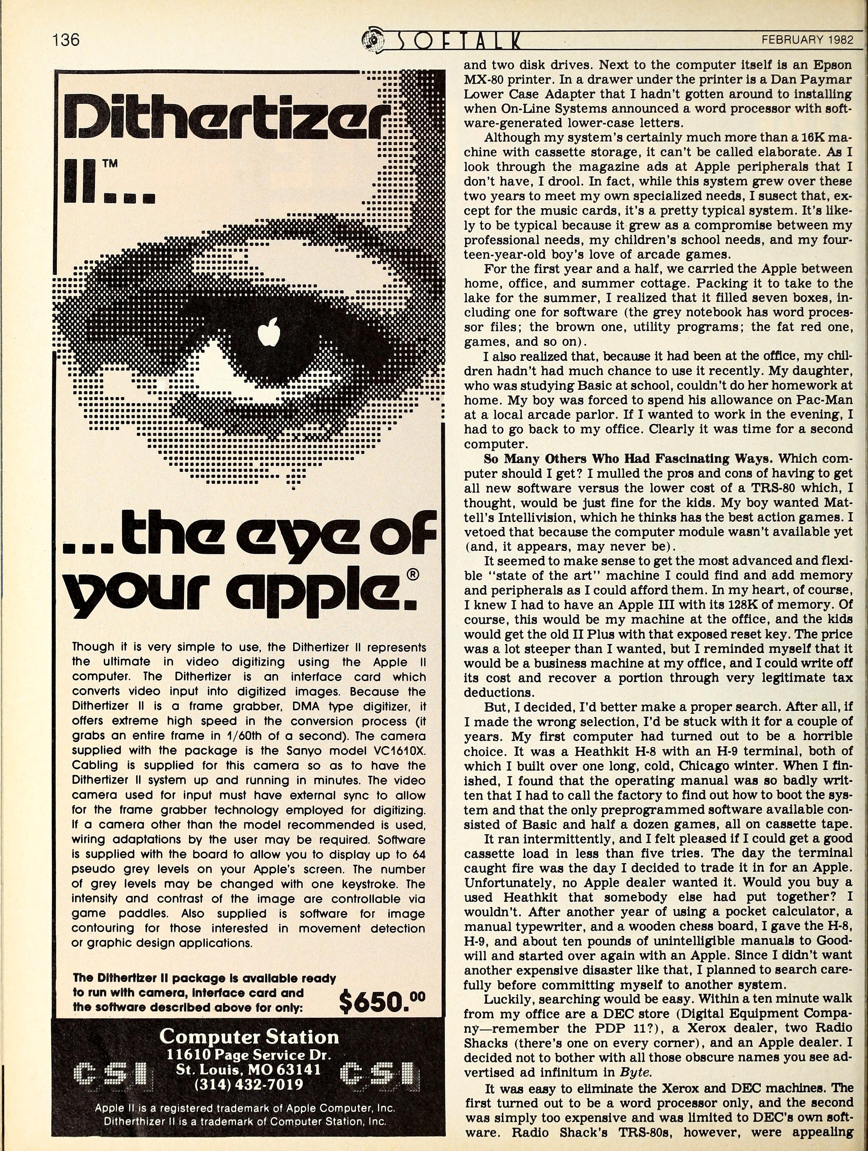 136
SOFTALK
FEBRUARY 1982
Dithertizer
II™...
...the eye of
your apple.®
Though it is very simple to use, the Dithertizer II represents
the ultimate in video digitizing using the Apple II
computer. The Dithertizer is an interface card which
converts video input into digitized images. Because the
Dithertizer II is a frame grabber, DMA type digitizer, it
offers extreme high speed in the conversion process (it
grabs an entire frame in 1/60th of a second). The camera
supplied with the package is the Sanyo model VC1610X.
Cabling is supplied for this camera so as to have the
Dithertizer II system up and running in minutes. The video
camera used for input must have external sync to allow
for the frame grabber technology employed for digitizing.
If a camera other than the model recommended is used,
wiring adaptations by the user may be required. Software
is supplied with the board to allow you to display up to 64
pseudo grey levels on your Apple's screen. The number
of grey levels may be changed with one keystroke. The
intensity and contrast of the image are controllable via
game paddles. Also supplied is software for image
contouring for those interested in movement detection
or graphic design applications.
The Dithertizer II package is available ready
to run with camera, interface card and
the software described above for only:
$650.00
Computer Station
11610 Page Service Dr.
St. Louis, MO 63141
(314) 432-7019
CSI
CSI
Apple II is a registered trademark of Apple Computer, Inc.
Ditherthizer II is a trademark of Computer Station, Inc.
and two disk drives. Next to the computer itself is an Epson
MX-80 printer. In a drawer under the printer is a Dan Paymar
Lower Case Adapter that I hadn't gotten around to installing
when On-Line Systems announced a word processor with soft-
ware-generated lower-case letters.
Although my system's certainly much more than a 16K ma-
chine with cassette storage, it can't be called elaborate. As I
look through the magazine ads at Apple peripherals that I
don't have, I drool. In fact, while this system grew over these
two years to meet my own specialized needs, I susect that, ex-
cept for the music cards, it's a pretty typical system. It's like-
ly to be typical because it grew as a compromise between my
professional needs, my children's school needs, and my four-
teen-year-old boy's love of arcade games.
For the first year and a half, we carried the Apple between
home, office, and summer cottage. Packing it to take to the
lake for the summer, I realized that it filled seven boxes, in-
cluding one for software (the grey notebook has word proces-
sor files; the brown one, utility programs; the fat red one,
games, and so on).
I also realized that, because it had been at the office, my chil-
dren hadn't had much chance to use it recently. My daughter,
who was studying Basic at school, couldn't do her homework at
home. My boy was forced to spend his allowance on Pac-Man
at a local arcade parlor. If I wanted to work in the evening, I
had to go back to my office. Clearly it was time for a second
computer.
So Many Others Who Had Fascinating Ways. Which com-
puter should I get? I mulled the pros and cons of having to get
all new software versus the lower cost of a TRS-80 which, I
thought, would be just fine for the kids. My boy wanted Mat-
tell's Intellivision, which he thinks has the best action games. I
vetoed that because the computer module wasn't available yet
(and, it appears, may never be).
It seemed to make sense to get the most advanced and flexi-
ble "state of the art" machine I could find and add memory
and peripherals as I could afford them. In my heart, of course,
I knew I had to have an Apple III with its 128K of memory. Of
course, this would be my machine at the office, and the kids
would get the old II Plus with that exposed reset key. The price
was a lot steeper than I wanted, but I reminded myself that it
would be a business machine at my office, and I could write off
its cost and recover a portion through very legitimate tax
deductions.
But, I decided, I'd better make a proper search. After all, if
I made the wrong selection, I'd be stuck with it for a couple of
years. My first computer had turned out to be a horrible
choice. It was a Heathkit H-8 with an H-9 terminal, both of
which I built over one long, cold, Chicago winter. When I fin-
ished, I found that the operating manual was so badly writ-
ten that I had to call the factory to find out how to boot the sys-
tem and that the only preprogrammed software available con-
sisted of Basic and half a dozen games, all on cassette tape.
It ran intermittently, and I felt pleased if I could get a good
cassette load in less than five tries. The day the terminal
caught fire was the day I decided to trade it in for an Apple.
Unfortunately, no Apple dealer wanted it. Would you buy a
used Heathkit that somebody else had put together? I
wouldn't. After another year of using a pocket calculator, a
manual typewriter, and a wooden chess board, I gave the H-8,
H-9, and about ten pounds of unintelligible manuals to Good-
will and started over again with an Apple. Since I didn't want
another expensive disaster like that, I planned to search care-
fully before committing myself to another system.
Luckily, searching would be easy. Within a ten minute walk
from my office are a DEC store (Digital Equipment Compa-
ny—remember the PDP 11?), a Xerox dealer, two Radio
Shacks (there's one on every corner), and an Apple dealer. I
decided not to bother with all those obscure names you see ad-
vertised ad infinitum in Byte.
It was easy to eliminate the Xerox and DEC machines. The
first turned out to be a word processor only, and the second
was simply too expensive and was limited to DEC's own soft-
ware. Radio Shack's TRS-80s, however, were appealing